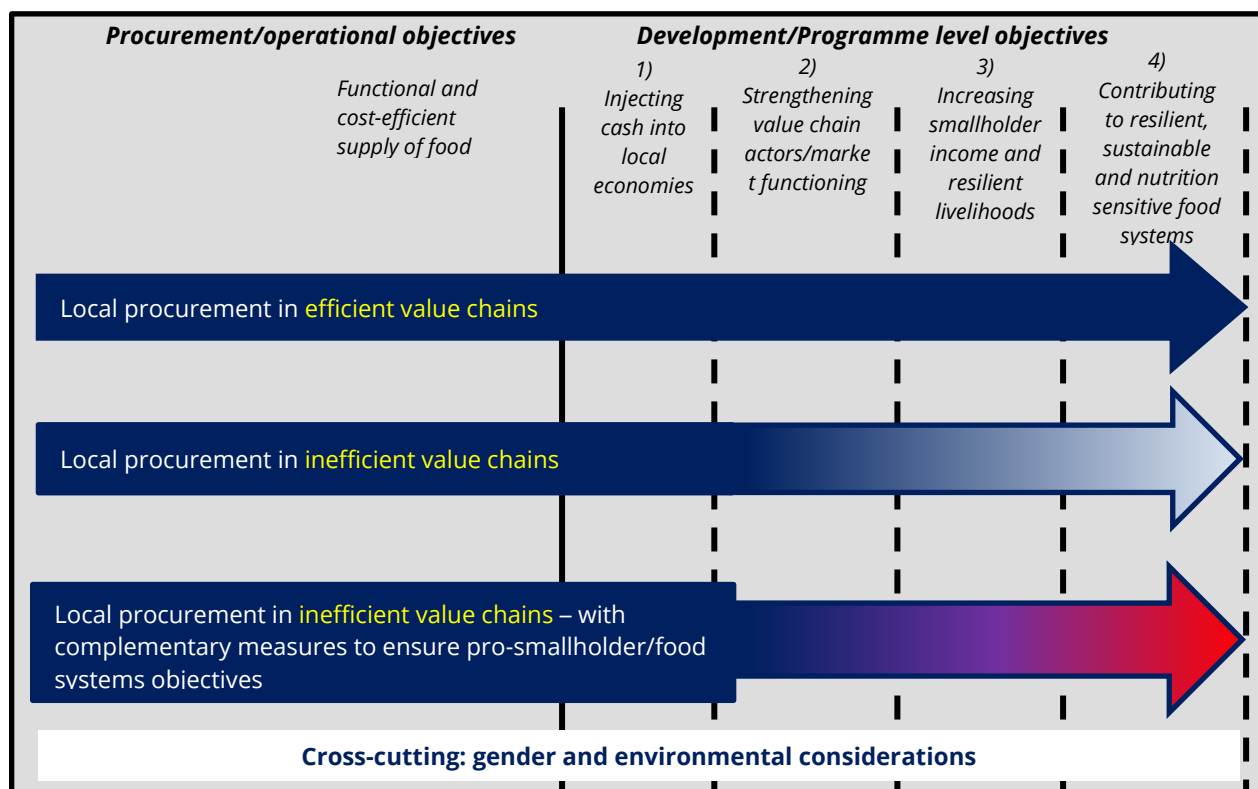 Procurement/operational objectives
Development/Programme level objectives
Functional and
cost-efficient
supply of food
1)
Injecting
cash into
local
economies
2)
Strengthening
value chain
actors/marke
t functioning
3)
Increasing
smallholder
income and
resilient
livelihoods
4)
Contributing
to resilient,
sustainable
and nutrition
sensitive food
systems
Local procurement in efficient value chains
Local procurement in inefficient value chains
Local procurement in inefficient value chains – with
complementary measures to ensure pro-smallholder/food
systems objectives
Cross-cutting: gender and environmental considerations